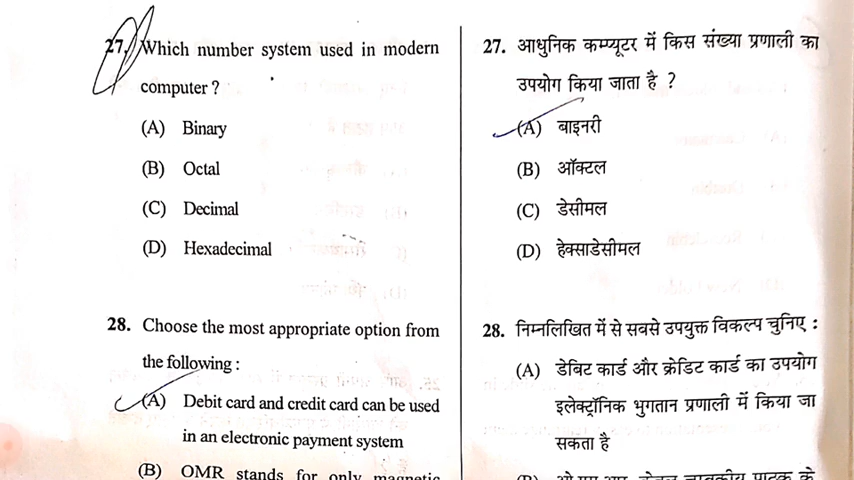 27. Which number system used in modern
computer ?
(A) Binary
(B) Octal
(C) Decimal
(D) Hexadecimal
28. Choose the most appropriate option from
the following :
(A) Debit card and credit card can be used
in an electronic payment system
(B) OMR stands for only magnetic
27. आधुनिक कम्प्यूटर में किस संख्या प्रणाली का
उपयोग किया जाता है ?
(A) बाइनरी
(B) ऑक्टल
(C) डेसीमल
(D) हेक्साडेसीमल
28. निम्नलिखित में से सबसे उपयुक्त विकल्प चुनिए :
(A) डेबिट कार्ड और क्रेडिट कार्ड का उपयोग
इलेक्ट्रॉनिक भुगतान प्रणाली में किया जा
सकता है